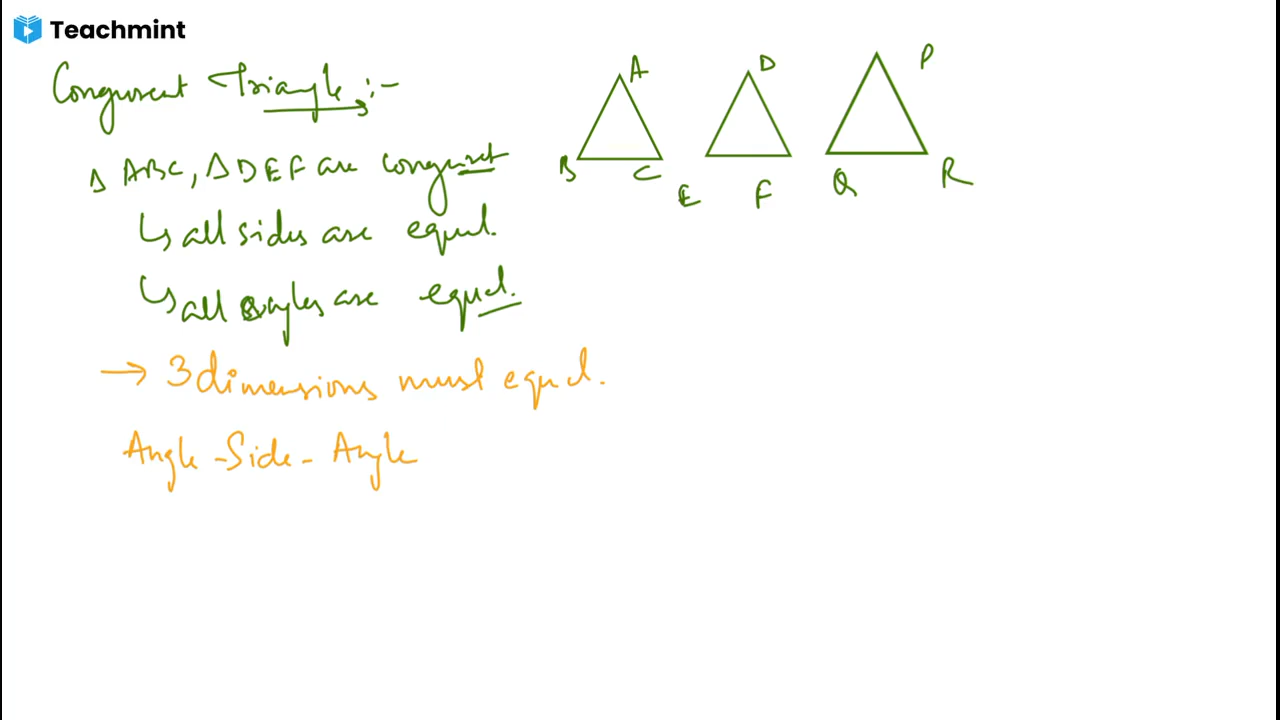 Teachmint
Congruent Triangle :-
A D P
B C E F Q R
Δ ABC, Δ DEF are congruent
↳ all sides are equal.
↳ all angles are equal.
→ 3 dimensions must equal.
Angle - Side - Angle